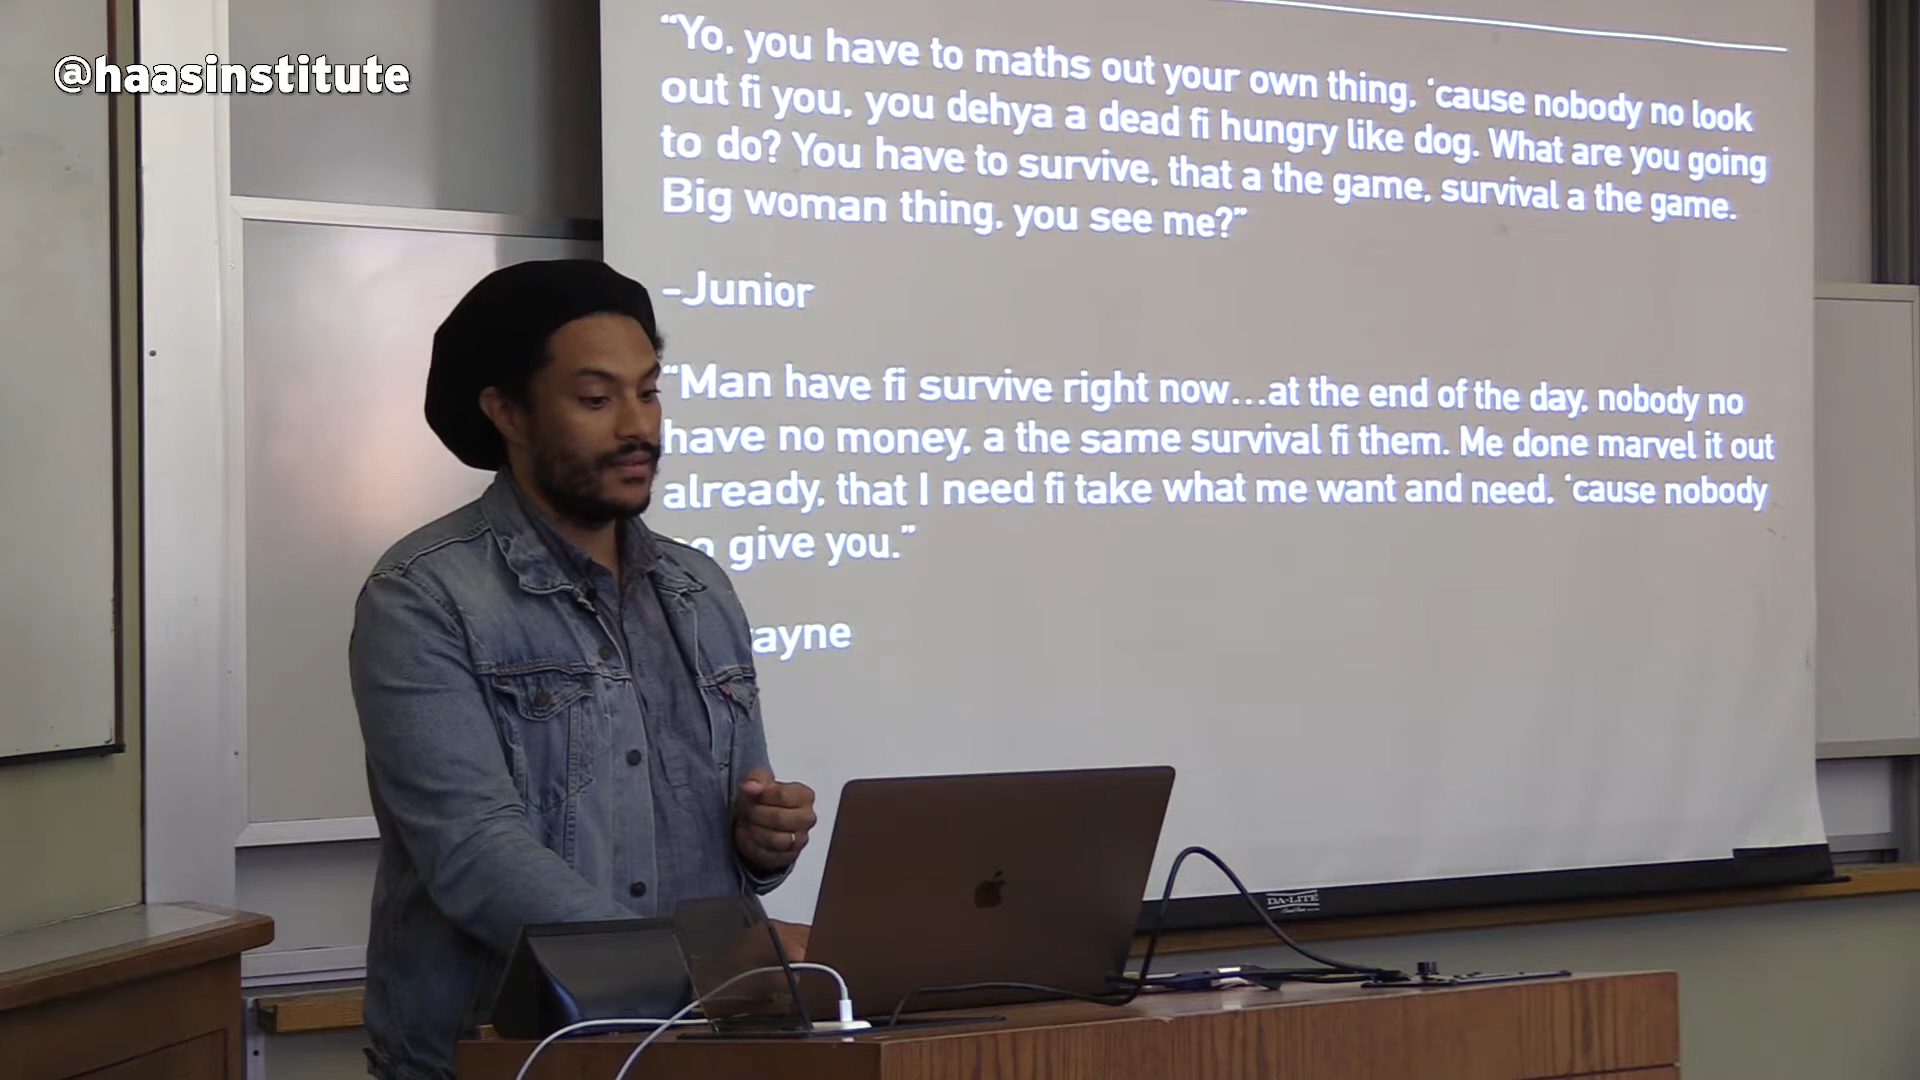 @haasinstitute
“Yo, you have to maths out your own thing, ‘cause nobody no look
out fi you, you dehya a dead fi hungry like dog. What are you going
to do? You have to survive, that a the game, survival a the game.
Big woman thing, you see me?”
-Junior
“Man have fi survive right now...at the end of the day, nobody no
have no money, a the same survival fi them. Me done marvel it out
already, that I need fi take what me want and need, ‘cause nobody
give you.”
DA-LITE